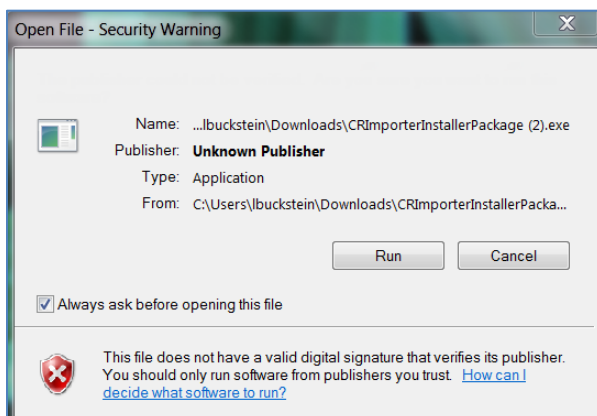 Open File - Security Warning
X
Name: ...lbuckstein\Downloads\CRImporterInstallerPackage (2).exe
Publisher: Unknown Publisher
Type: Application
From: C:\Users\lbuckstein\Downloads\CRImporterInstallerPacka...
Run Cancel
Always ask before opening this file
This file does not have a valid digital signature that verifies its publisher.
You should only run software from publishers you trust. How can I
decide what software to run?